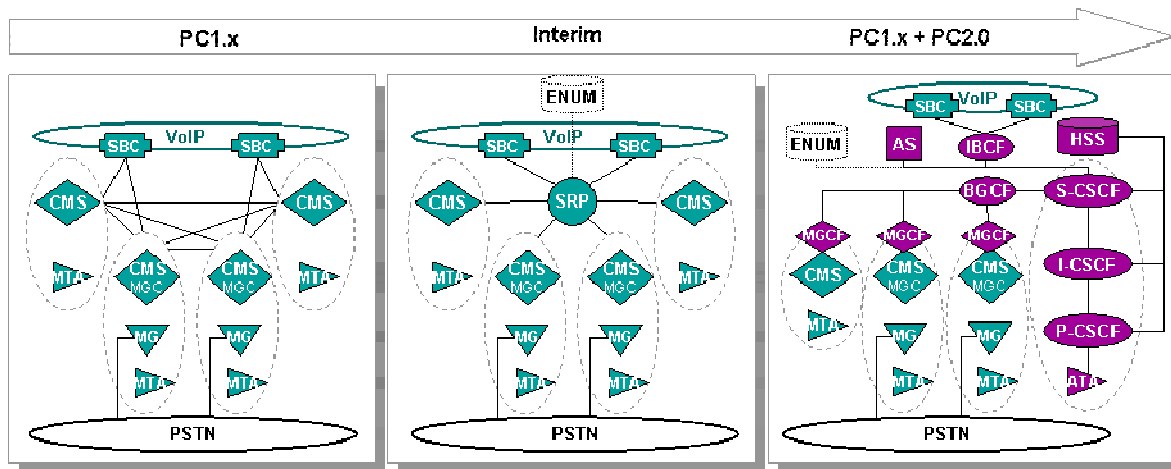 PC1.x
Interim
PC1.x + PC2.0
VoIP
SBC
SBC
CMS
CMS
MTA
CMS
MGC
CMS
MGC
MTA
MG
MG
MTA
MTA
PSTN
ENUM
VoIP
SBC
SBC
CMS
SRP
CMS
MTA
CMS
MGC
CMS
MGC
MTA
MG
MG
MTA
MTA
PSTN
SBC
VoIP
SBC
ENUM
AS
IBCF
HSS
BGCF
S-CSCF
MGCF
MGCF
MGCF
CMS
CMS
MGC
CMS
MGC
I-CSCF
MTA
MG
MG
P-CSCF
MTA
MTA
ATA
PSTN